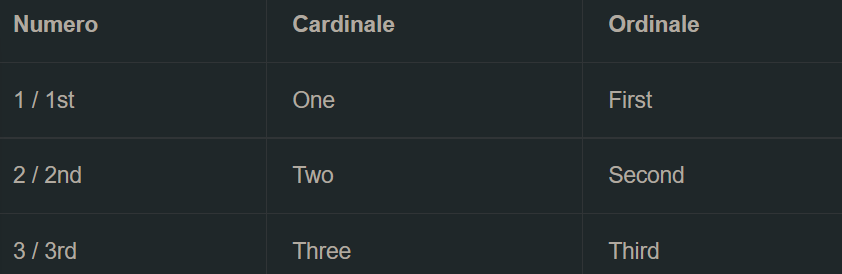 Numero Cardinale Ordinale
1 / 1st One First
2 / 2nd Two Second
3 / 3rd Three Third